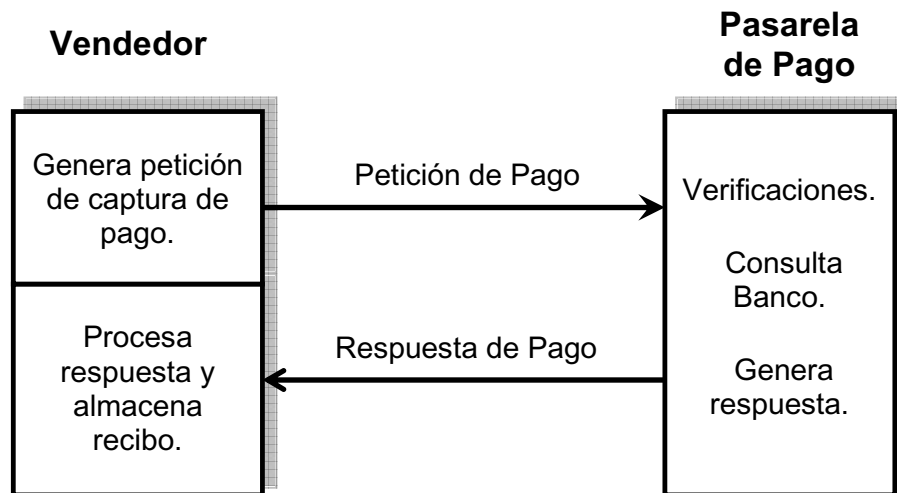 Vendedor
Pasarela
de Pago
Genera petición
de captura de
pago.
Petición de Pago
Verificaciones.
Consulta
Banco.
Procesa
respuesta y
almacena
recibo.
Respuesta de Pago
Genera
respuesta.